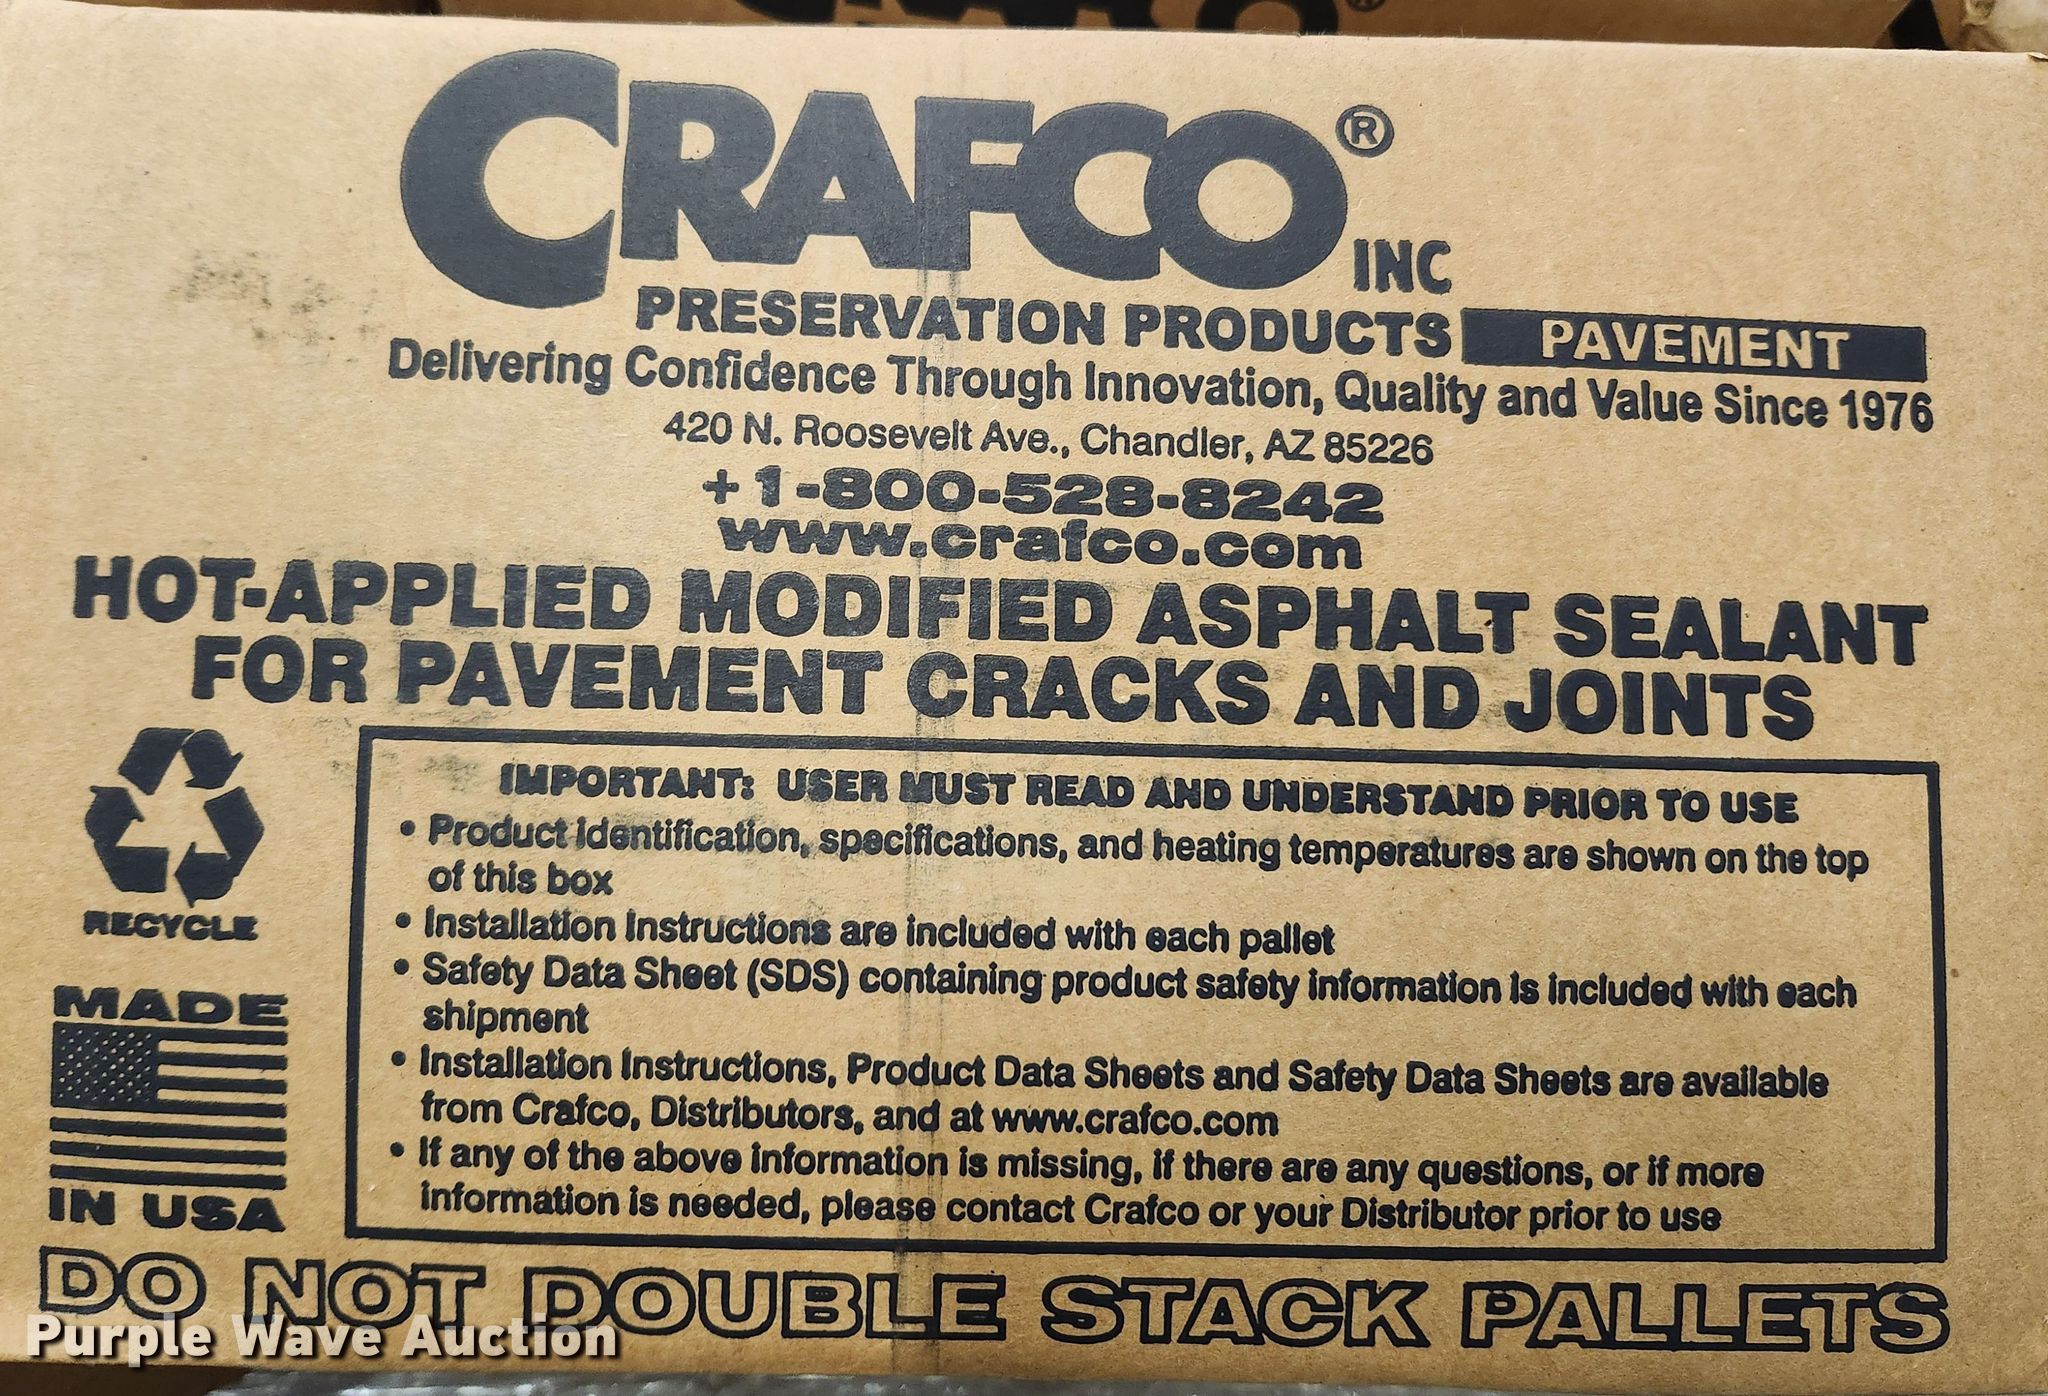 CRAFCO®
INC
PRESERVATION PRODUCTS PAVEMENT
Delivering Confidence Through Innovation, Quality and Value Since 1976
420 N. Roosevelt Ave., Chandler, AZ 85226
+1-800-528-8242
www.crafco.com
HOT-APPLIED MODIFIED ASPHALT SEALANT
FOR PAVEMENT CRACKS AND JOINTS
RECYCLE
MADE
IN USA
IMPORTANT: USER MUST READ AND UNDERSTAND PRIOR TO USE
• Product identification, specifications, and heating temperatures are shown on the top
of this box
• Installation Instructions are included with each pallet
• Safety Data Sheet (SDS) containing product safety information is included with each
shipment
• Installation Instructions, Product Data Sheets and Safety Data Sheets are available
from Crafco, Distributors, and at www.crafco.com
• If any of the above information is missing, if there are any questions, or if more
information is needed, please contact Crafco or your Distributor prior to use
DO NOT DOUBLE STACK PALLETS
Purple Wave Auction